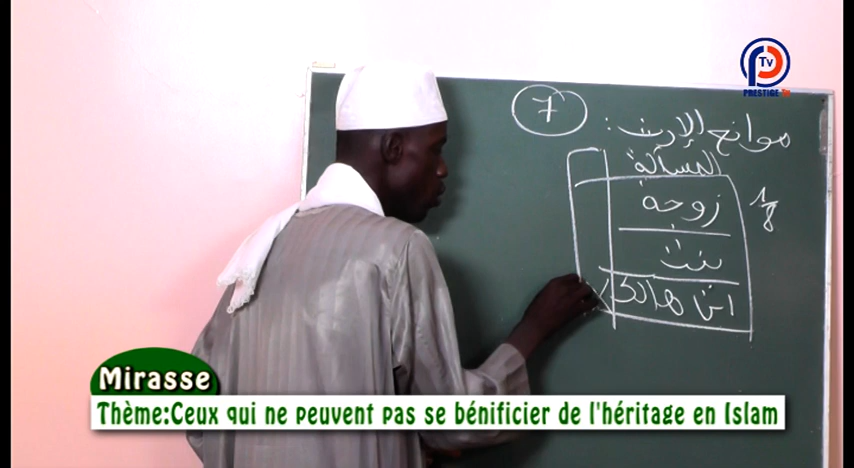 Tv
PRESTIGE Tv
7
موانع الإرث:
المسألة
زوجة
1/8
بنت
ابن هالك
Mirasse
Thème:Ceux qui ne peuvent pas se bénificier de l'héritage en Islam